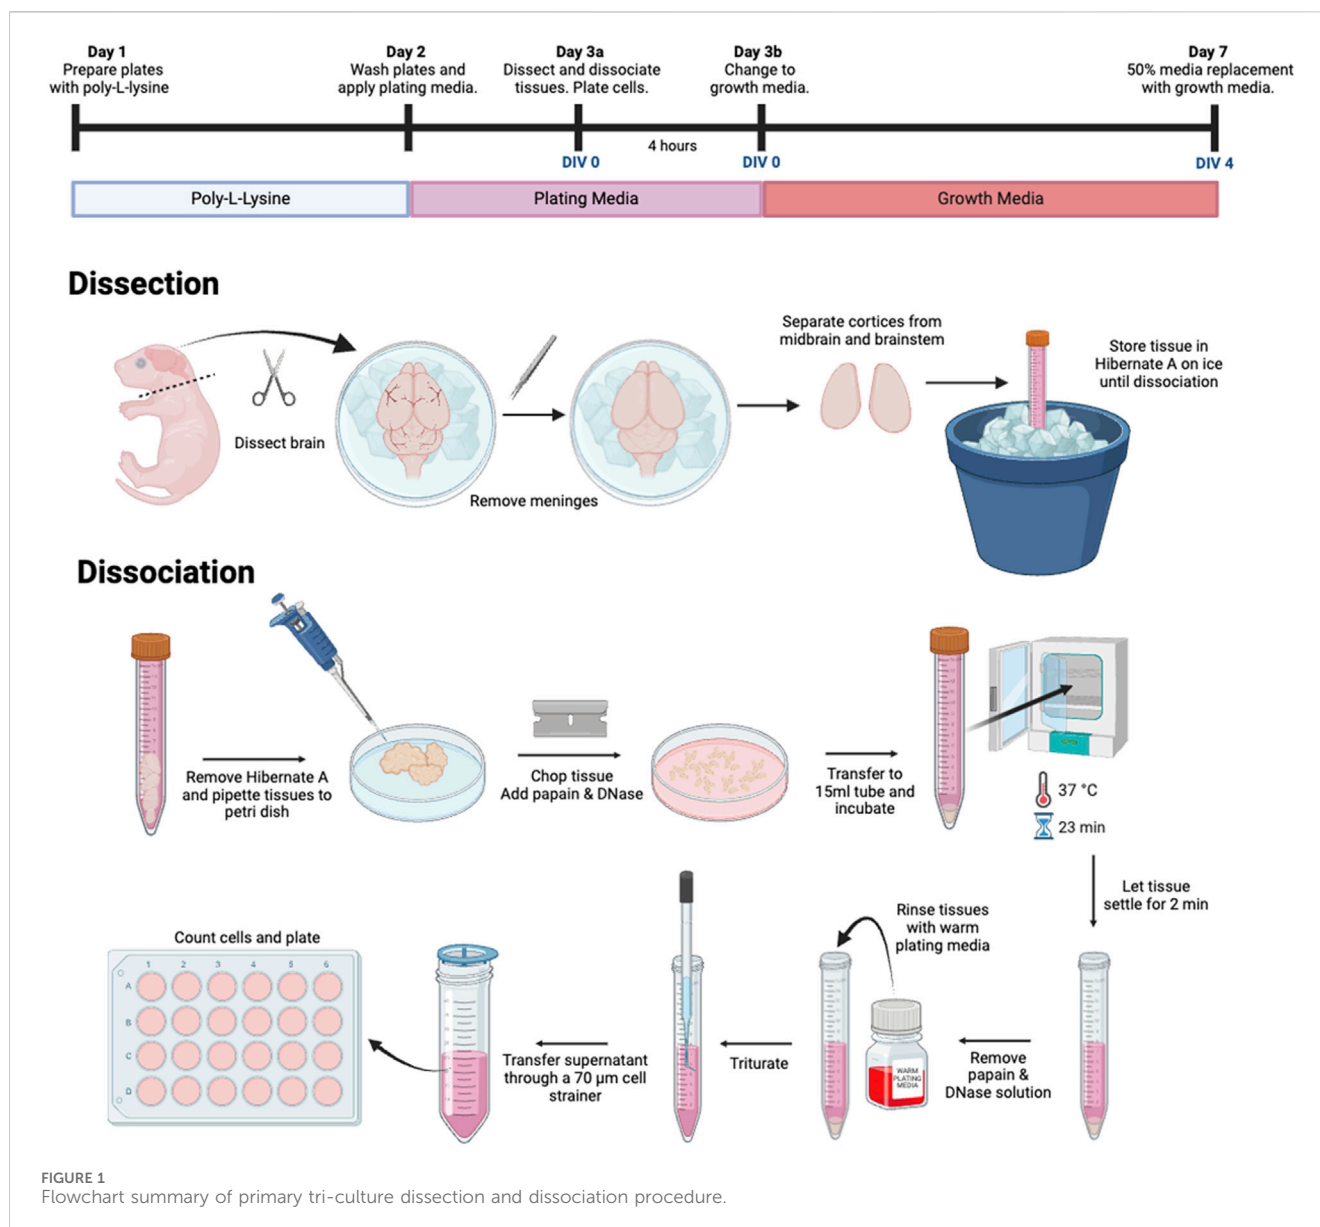 Day 1
Prepare plates
with poly-L-lysine
Day 2
Wash plates and
apply plating media.
Day 3a
Dissect and dissociate
tissues. Plate cells.
Day 3b
Change to
growth media.
Day 7
50% media replacement
with growth media.
4 hours
DIV 0
DIV 0
DIV 4
Poly-L-Lysine
Plating Media
Growth Media
Dissection
Dissect brain
Remove meninges
Separate cortices from
midbrain and brainstem
Store tissue in
Hibernate A on ice
until dissociation
Dissociation
Remove Hibernate A
and pipette tissues to
petri dish
Chop tissue
Add papain & DNase
Transfer to
15ml tube and
incubate
37 °C
23 min
Let tissue
settle for 2 min
Remove
papain &
DNase solution
Rinse tissues
with warm
plating media
WARM
PLATING
MEDIA
Triturate
Transfer supernatant
through a 70 µm cell
strainer
Count cells and plate
1 2 3 4 5 6
A
B
C
D
FIGURE 1
Flowchart summary of primary tri-culture dissection and dissociation procedure.